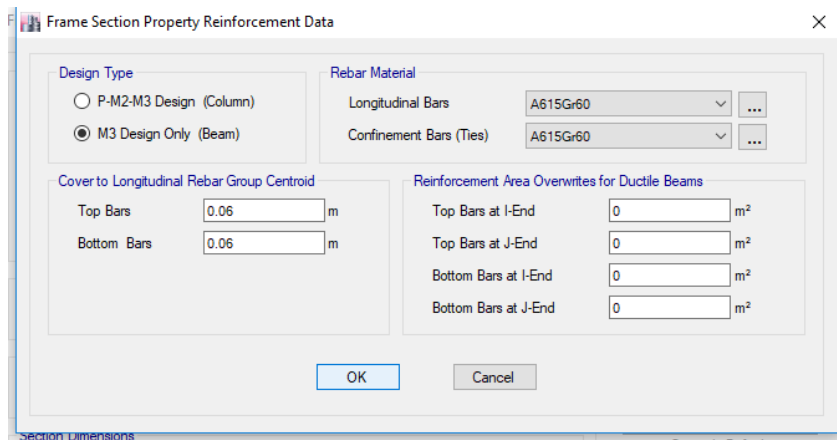 Frame Section Property Reinforcement Data
Design Type
P-M2-M3 Design (Column)
M3 Design Only (Beam)
Rebar Material
Longitudinal Bars
A615Gr60
...
Confinement Bars (Ties)
A615Gr60
...
Cover to Longitudinal Rebar Group Centroid
Top Bars
0.06
m
Bottom Bars
0.06
m
Reinforcement Area Overwrites for Ductile Beams
Top Bars at I-End
0
m²
Top Bars at J-End
0
m²
Bottom Bars at I-End
0
m²
Bottom Bars at J-End
0
m²
OK
Cancel
Section Dimensions